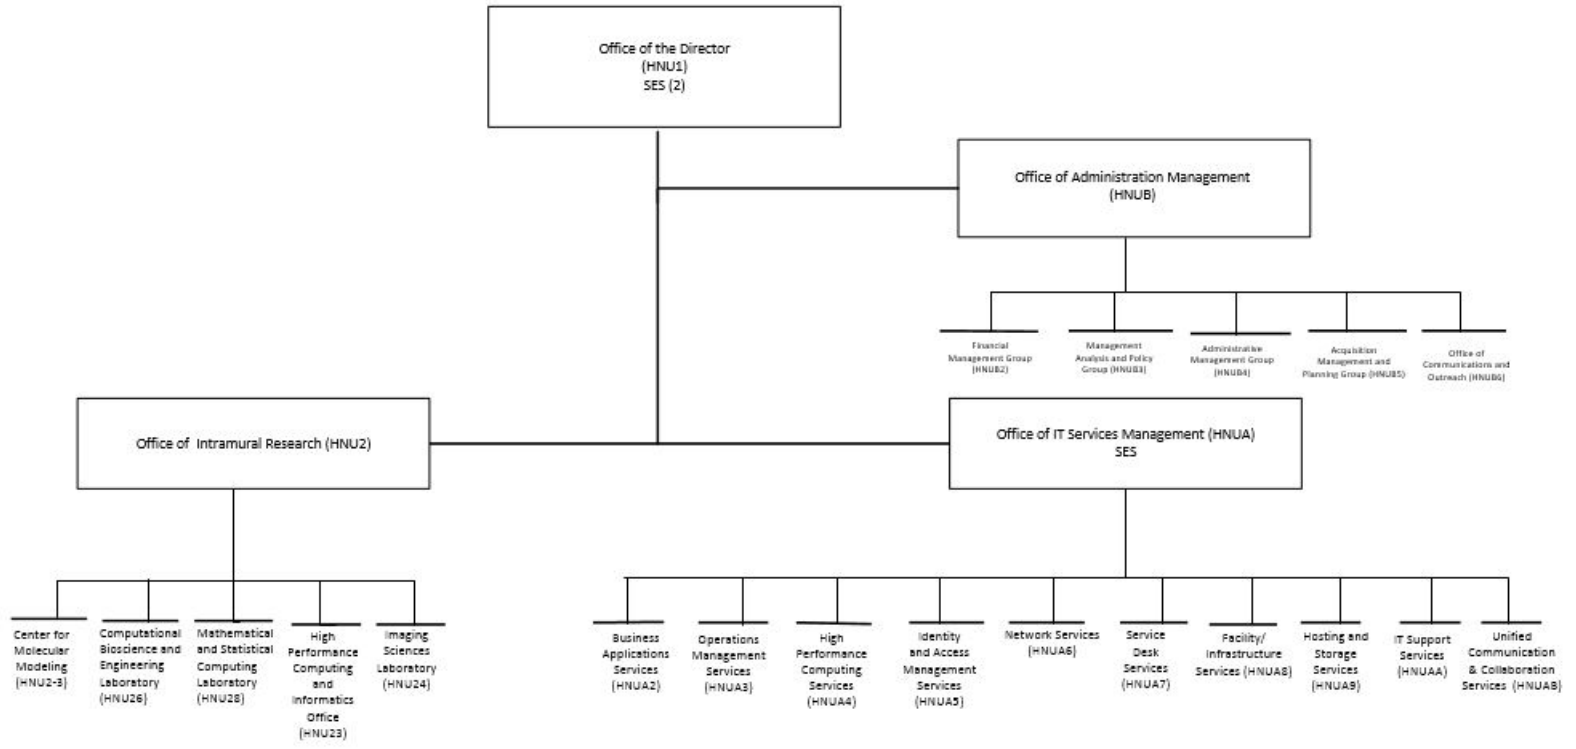 Office of the Director
(HNU1)
SES (2)
Office of Administration Management
(HNUB)
Financial
Management Group
(HNUB2)
Management
Analysis and Policy
Group (HNUB3)
Administrative
Management Group
(HNUB4)
Acquisition
Management and
Planning Group (HNUB5)
Office of
Communications and
Outreach (HNUB6)
Office of Intramural Research (HNU2)
Office of IT Services Management (HNUA)
SES
Center for
Molecular
Modeling
(HNU2-3)
Computational
Bioscience and
Engineering
Laboratory
(HNU26)
Mathematical
and Statistical
Computing
Laboratory
(HNU28)
High
Performance
Computing
and
Informatics
Office
(HNU23)
Imaging
Sciences
Laboratory
(HNU24)
Business
Applications
Services
(HNUA2)
Operations
Management
Services
(HNUA3)
High
Performance
Computing
Services
(HNUA4)
Identity
and Access
Management
Services
(HNUA5)
Network Services
(HNUA6)
Service
Desk
Services
(HNUA7)
Facility/
Infrastructure
Services (HNUA8)
Hosting and
Storage
Services
(HNUA9)
IT Support
Services
(HNUAA)
Unified
Communication
& Collaboration
Services (HNUAB)